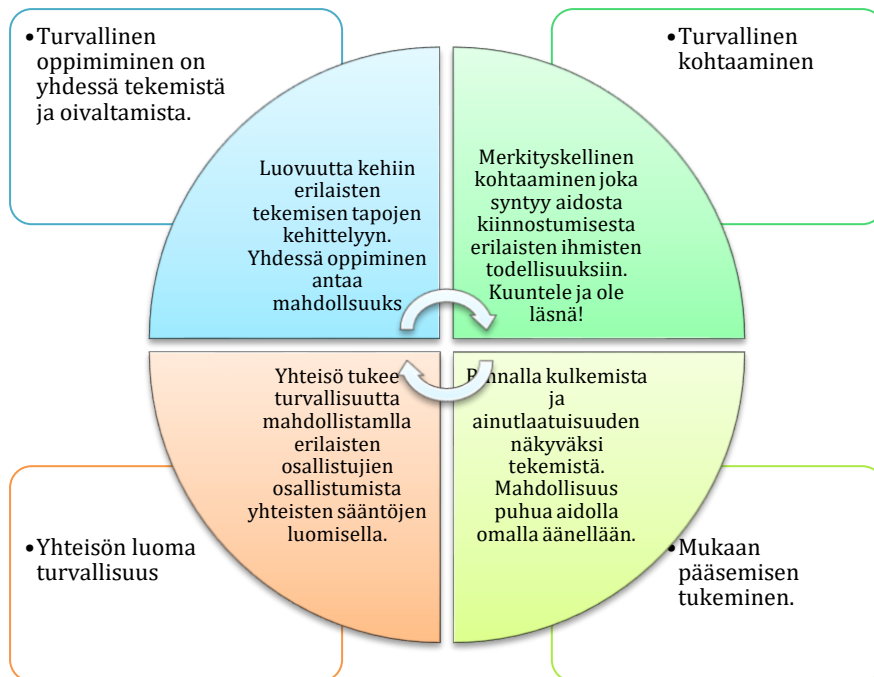 •Turvallinen
oppimiminen on
yhdessä tekemistä
ja oivaltamista.
•Turvallinen
kohtaaminen
Luovuutta kehiin
erilaisten
tekemisen tapojen
kehittelyyn.
Yhdessä oppiminen
antaa
mahdollsuuks
Merkityskellinen
kohtaaminen joka
syntyy aidosta
kiinnostumisesta
erilaisten ihmisten
todellisuuksiin.
Kuuntele ja ole
läsnä!
Yhteisö tukee
turvallisuutta
mahdollistamlla
erilaisten
osallistujien
osallistumista
yhteisten sääntöjen
luomisella.
kulkemista
ja
ainutlaatuisuuden
näkyväksi
tekemistä.
Mahdollisuus
puhua aidolla
omalla äänellään.
•Yhteisön luoma
turvallisuus
•Mukaan
pääsemisen
tukeminen.